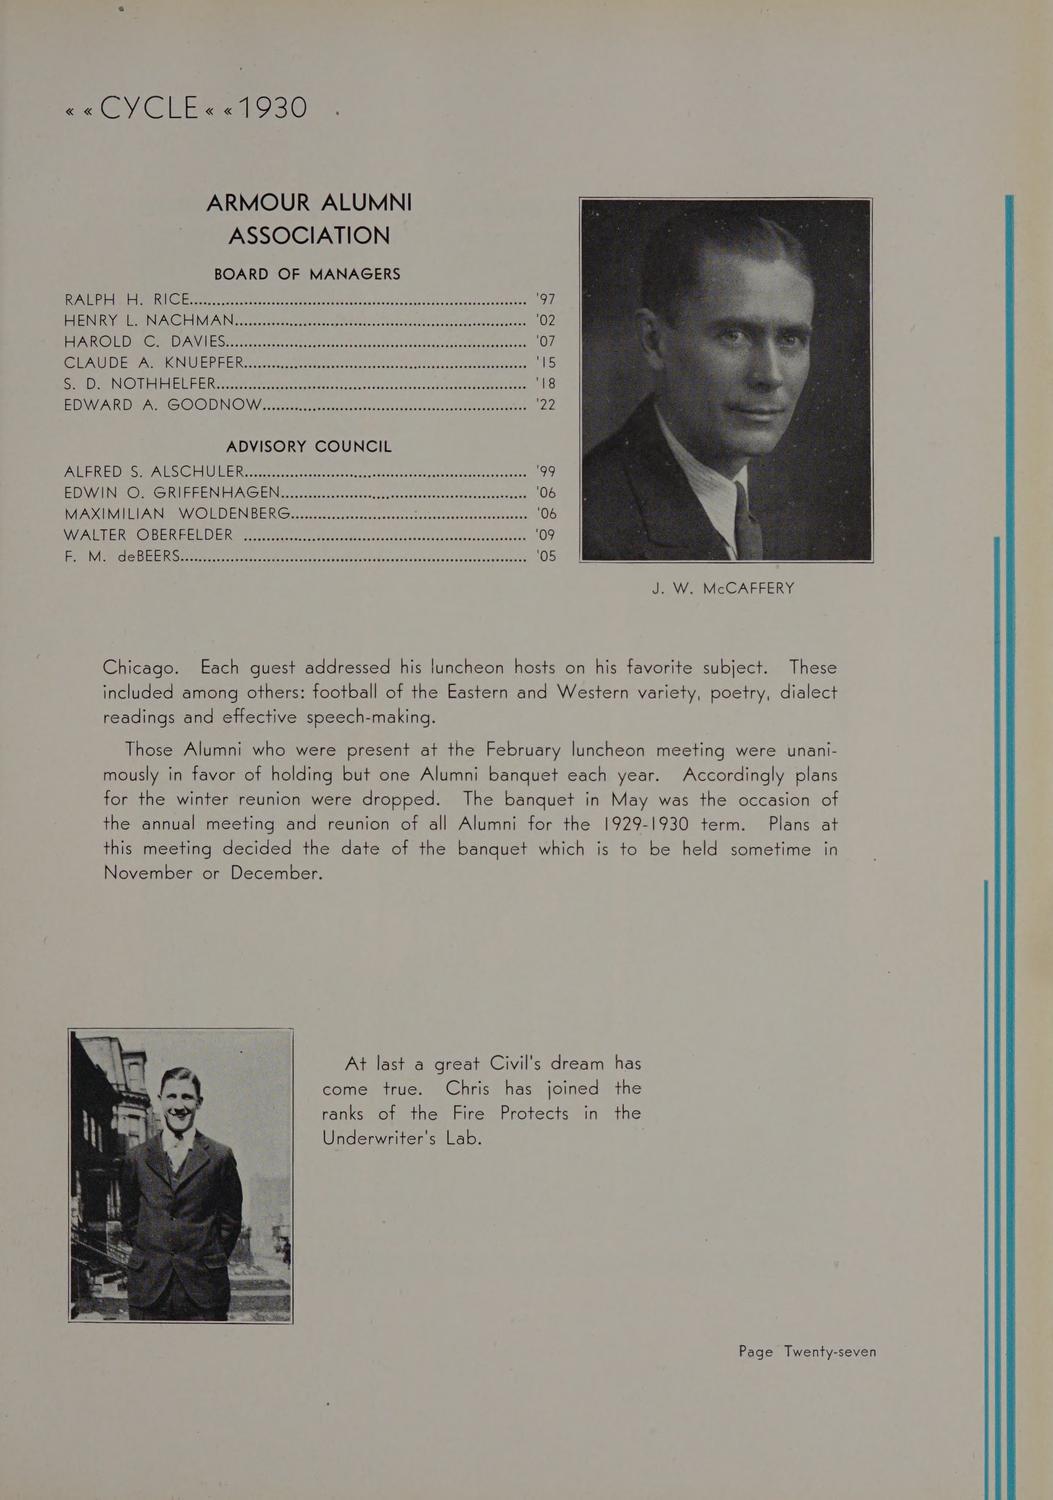 « « CYCLE « « 1930
ARMOUR ALUMNI
ASSOCIATION
BOARD OF MANAGERS
RALPH H. RICE ........ '97
HENRY L. NACHMAN ........ '02
HAROLD C. DAVIES ........ '07
CLAUDE A. KNUEPFER ........ '15
S. D. NOTHHELFER ........ '18
EDWARD A. GOODNOW ........ '22
ADVISORY COUNCIL
ALFRED S. ALSCHULER ........ '99
EDWIN O. GRIFFENHAGEN ........ '06
MAXIMILIAN WOLDENBERG ........ '06
WALTER OBERFELDER ........ '09
F. M. deBEERS ........ '05
J. W. McCAFFERY
Chicago. Each guest addressed his luncheon hosts on his favorite subject. These
included among others: football of the Eastern and Western variety, poetry, dialect
readings and effective speech-making.
Those Alumni who were present at the February luncheon meeting were unani-
mously in favor of holding but one Alumni banquet each year. Accordingly plans
for the winter reunion were dropped. The banquet in May was the occasion of
the annual meeting and reunion of all Alumni for the 1929-1930 term. Plans at
this meeting decided the date of the banquet which is to be held sometime in
November or December.
At last a great Civil's dream has
come true. Chris has joined the
ranks of the Fire Protects in the
Underwriter's Lab.
Page Twenty-seven